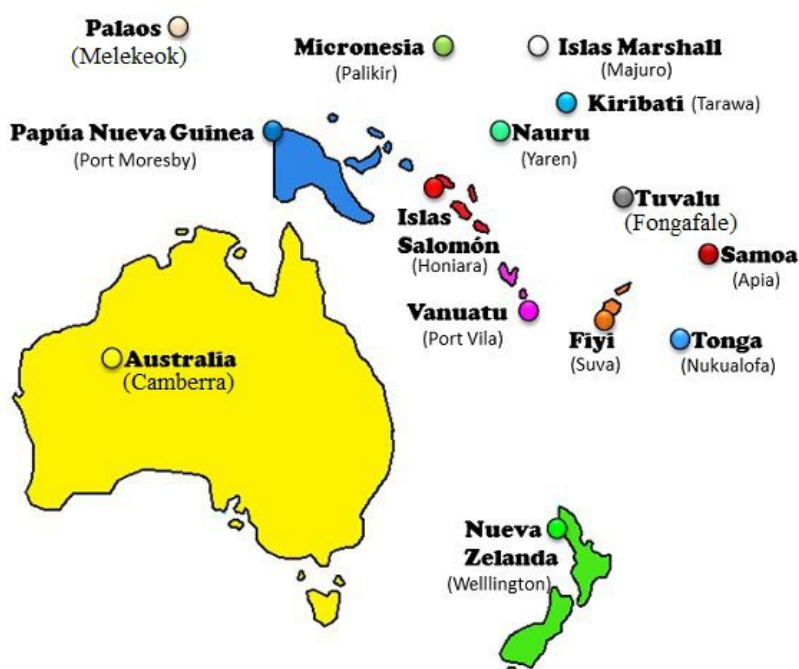 Palaos
(Melekeok)
Micronesia
(Palikir)
Islas Marshall
(Majuro)
Kiribati (Tarawa)
Papúa Nueva Guinea
(Port Moresby)
Nauru
(Yaren)
Islas
Salomón
(Honiara)
Tuvalu
(Fongafale)
Samoa
(Apia)
Vanuatu
(Port Vila)
Fiyi
(Suva)
Tonga
(Nukualofa)
Australia
(Camberra)
Nueva
Zelanda
(Welllington)